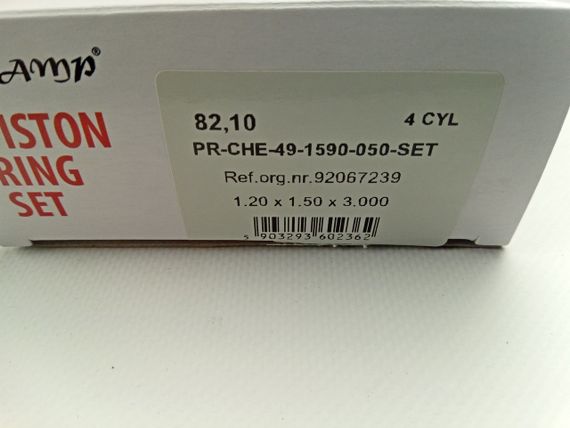 AMP®
PISTON
RING
SET
82,10 4 CYL
PR-CHE-49-1590-050-SET
Ref.org.nr.92067239
1.20 x 1.50 x 3.000
5 903293 602362